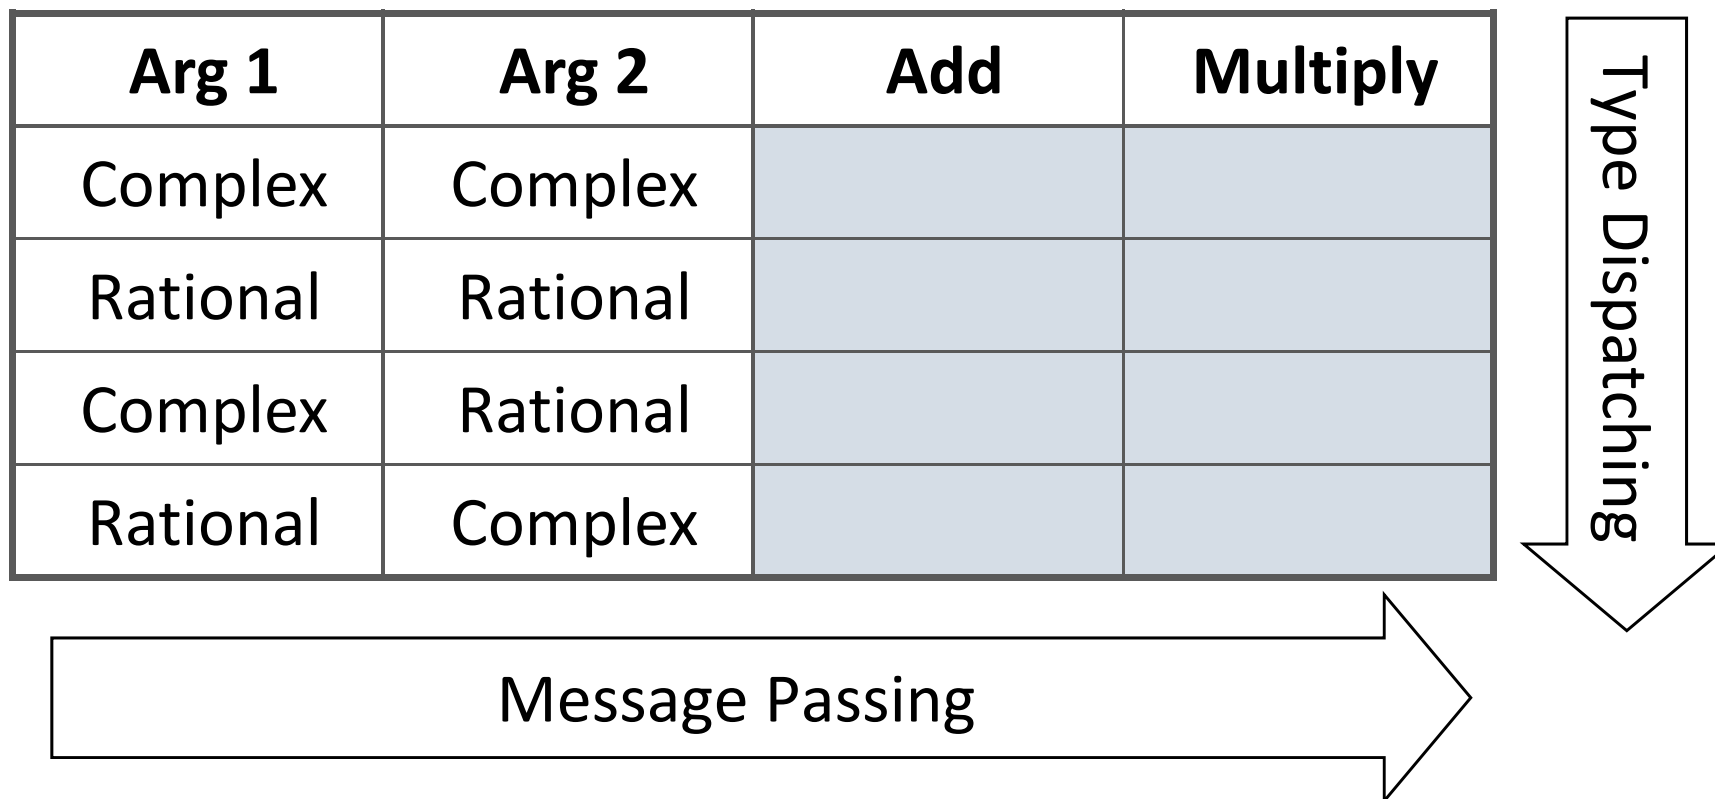 Arg 1 Arg 2 Add Multiply
Complex Complex
Rational Rational
Complex Rational
Rational Complex
Type Dispatching
Message Passing